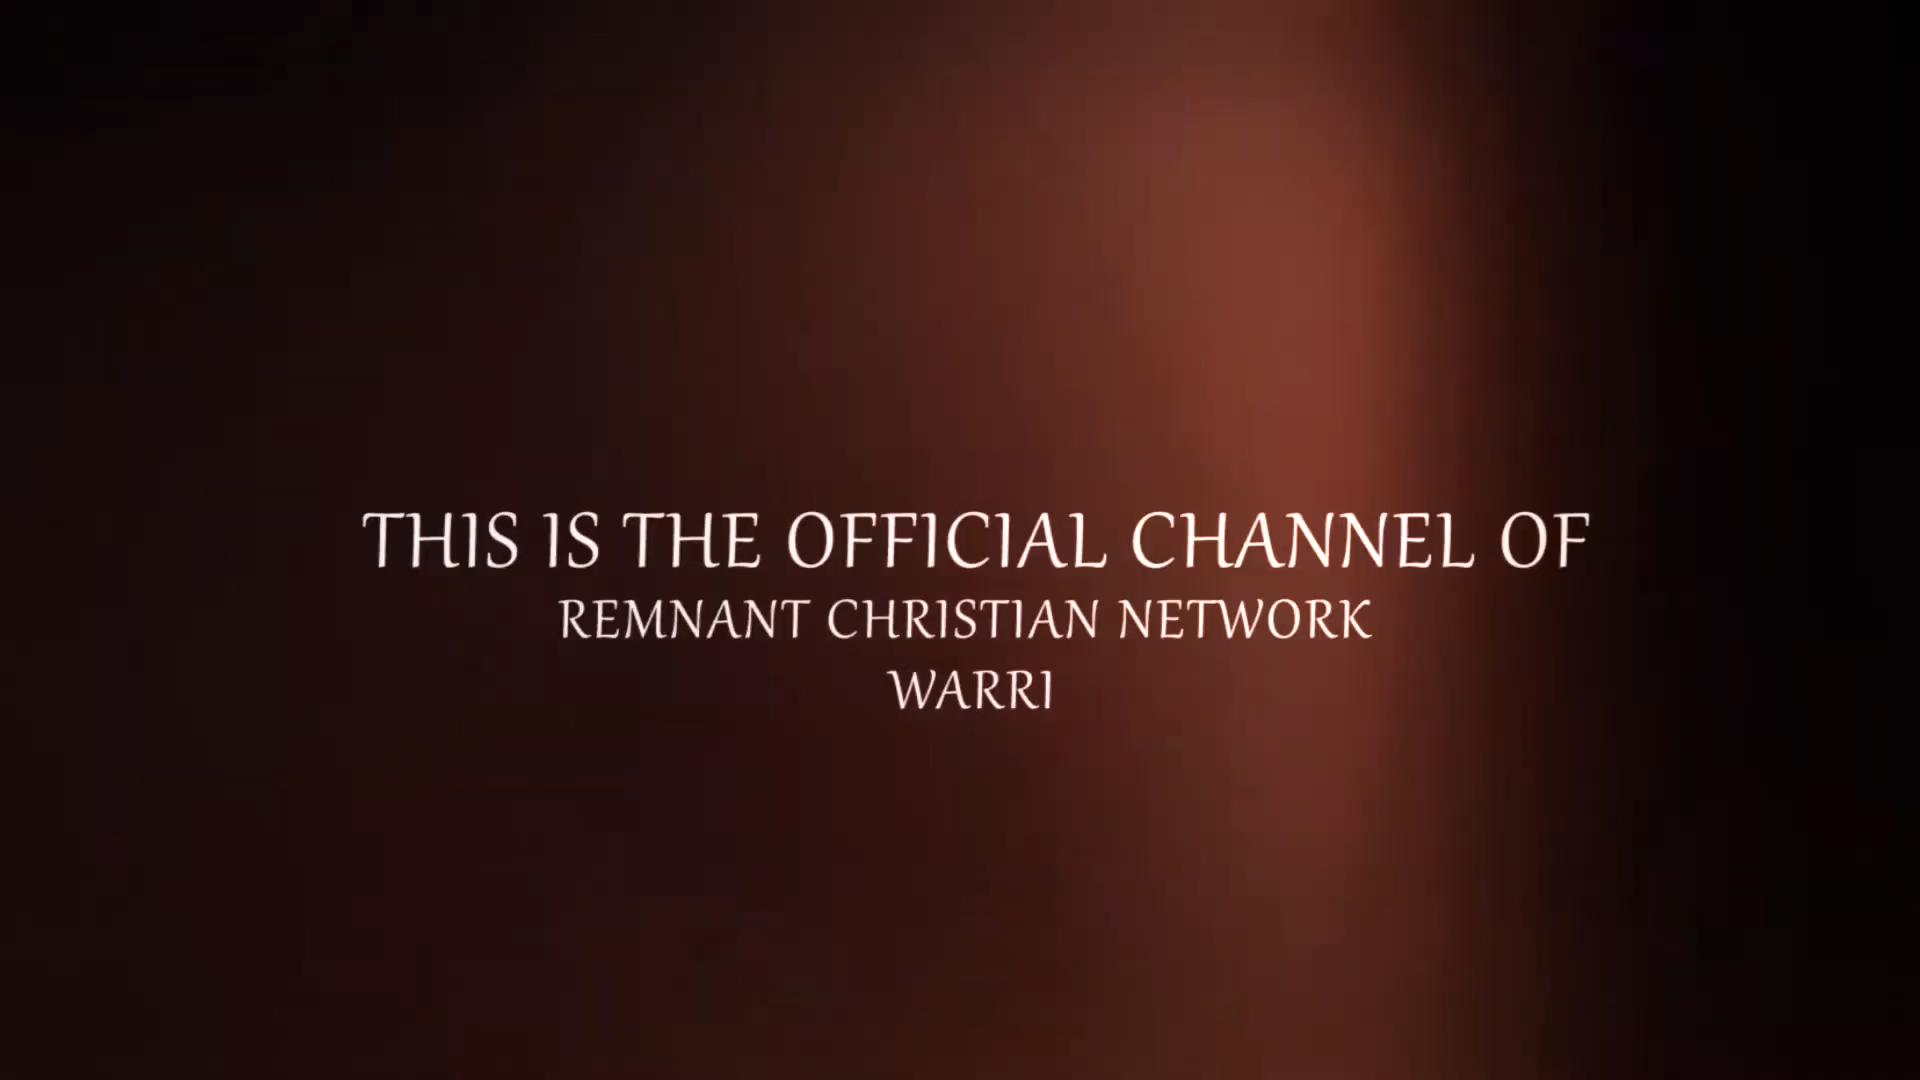 THIS IS THE OFFICIAL CHANNEL OF
REMNANT CHRISTIAN NETWORK
WARRI